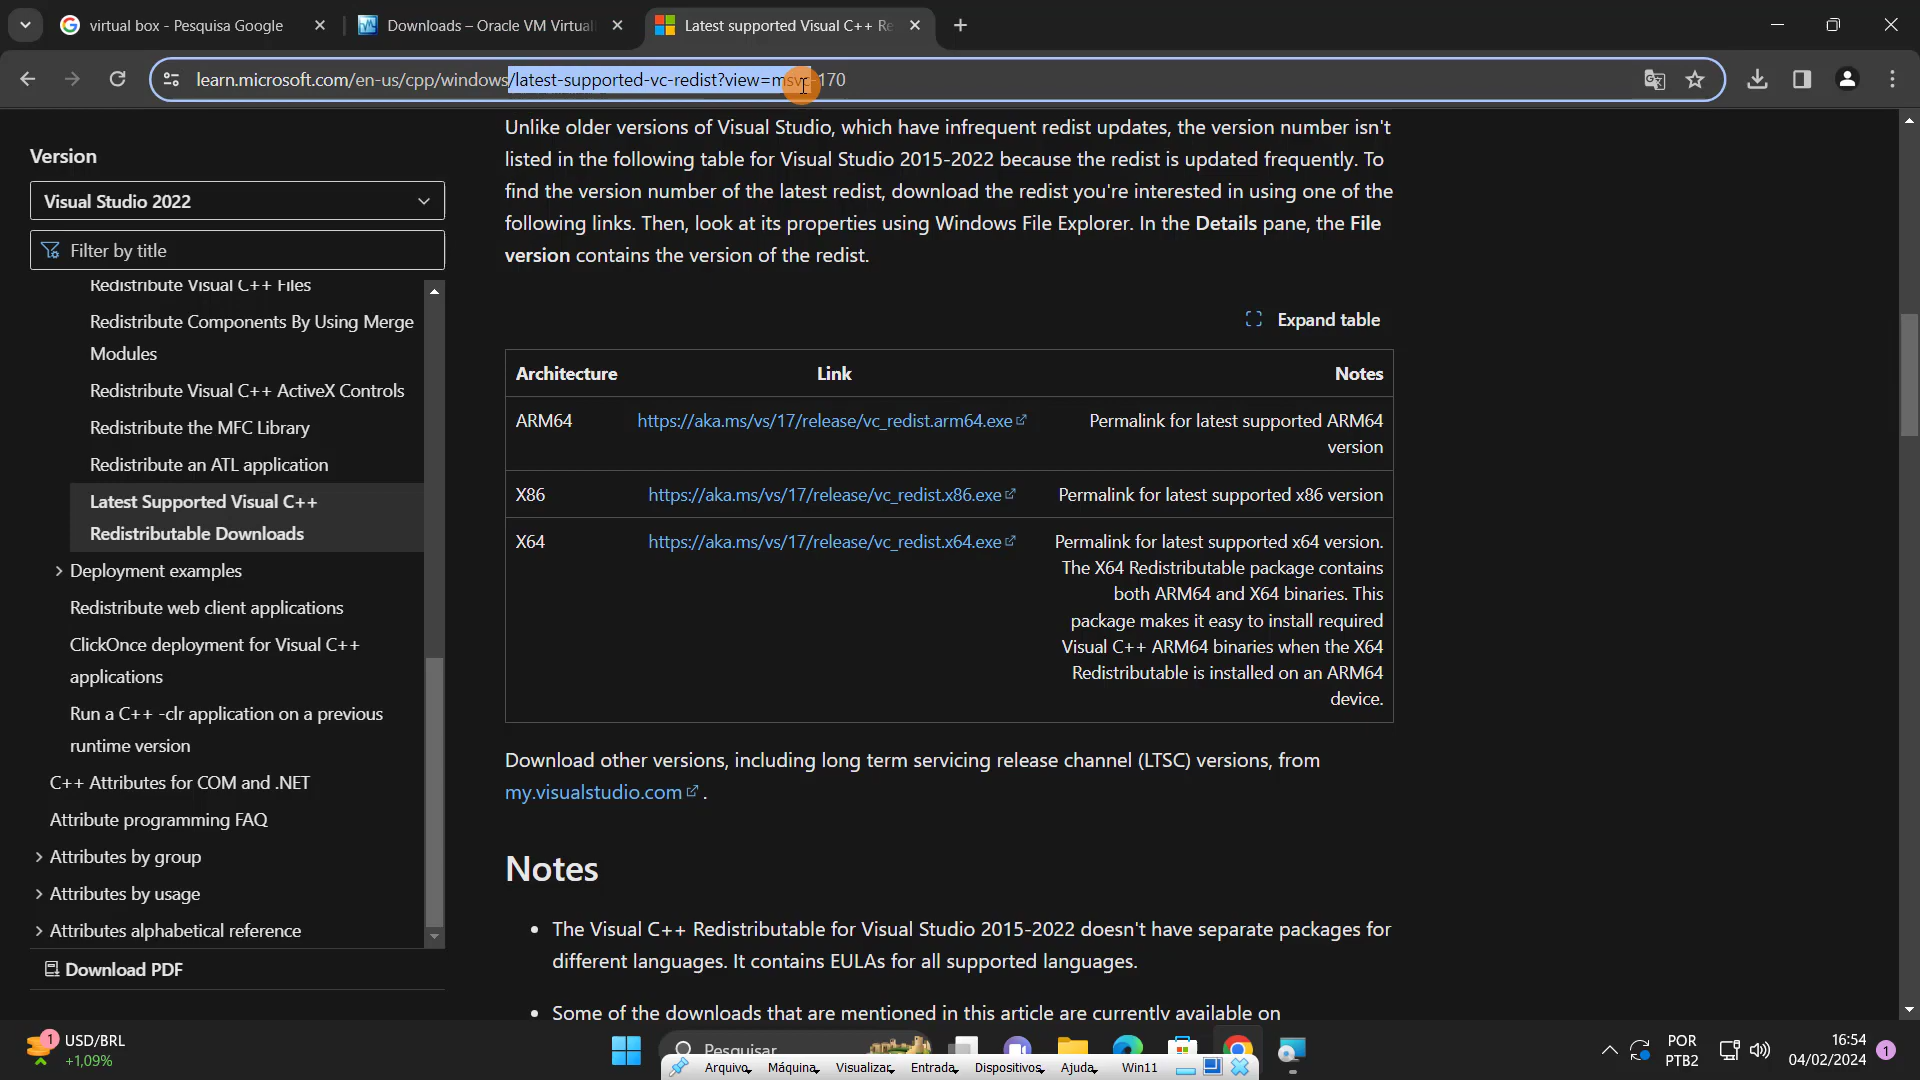 virtual box - Pesquisa Google
Downloads – Oracle VM Virtual
Latest supported Visual C++ Re
learn.microsoft.com/en-us/cpp/windows/latest-supported-vc-redist?view=msvc-170
Version
Visual Studio 2022
Filter by title
Redistribute Visual C++ Files
Redistribute Components By Using Merge
Modules
Redistribute Visual C++ ActiveX Controls
Redistribute the MFC Library
Redistribute an ATL application
Latest Supported Visual C++
Redistributable Downloads
Deployment examples
Redistribute web client applications
ClickOnce deployment for Visual C++
applications
Run a C++ -clr application on a previous
runtime version
C++ Attributes for COM and .NET
Attribute programming FAQ
Attributes by group
Attributes by usage
Attributes alphabetical reference
Download PDF
Unlike older versions of Visual Studio, which have infrequent redist updates, the version number isn't
listed in the following table for Visual Studio 2015-2022 because the redist is updated frequently. To
find the version number of the latest redist, download the redist you're interested in using one of the
following links. Then, look at its properties using Windows File Explorer. In the Details pane, the File
version contains the version of the redist.
Expand table
Architecture Link Notes
ARM64 https://aka.ms/vs/17/release/vc_redist.arm64.exe Permalink for latest supported ARM64
version
X86 https://aka.ms/vs/17/release/vc_redist.x86.exe Permalink for latest supported x86 version
X64 https://aka.ms/vs/17/release/vc_redist.x64.exe Permalink for latest supported x64 version.
The X64 Redistributable package contains
both ARM64 and X64 binaries. This
package makes it easy to install required
Visual C++ ARM64 binaries when the X64
Redistributable is installed on an ARM64
device.
Download other versions, including long term servicing release channel (LTSC) versions, from
my.visualstudio.com .
Notes
• The Visual C++ Redistributable for Visual Studio 2015-2022 doesn't have separate packages for
different languages. It contains EULAs for all supported languages.
• Some of the downloads that are mentioned in this article are currently available on
1 USD/BRL
+1,09%
Pesquisar
POR
PTB2
16:54
04/02/2024
1
Arquivo Máquina Visualizar Entrada Dispositivos Ajuda Win11